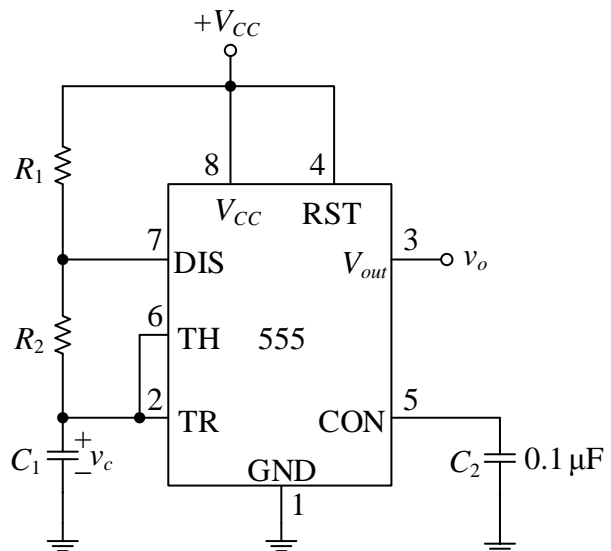 +V_CC
8 4
R_1
V_CC RST
7 3
DIS V_out v_o
6
R_2 TH 555
2 5
TR CON
C_1 + v_c −
C_2 0.1 µF
GND
1